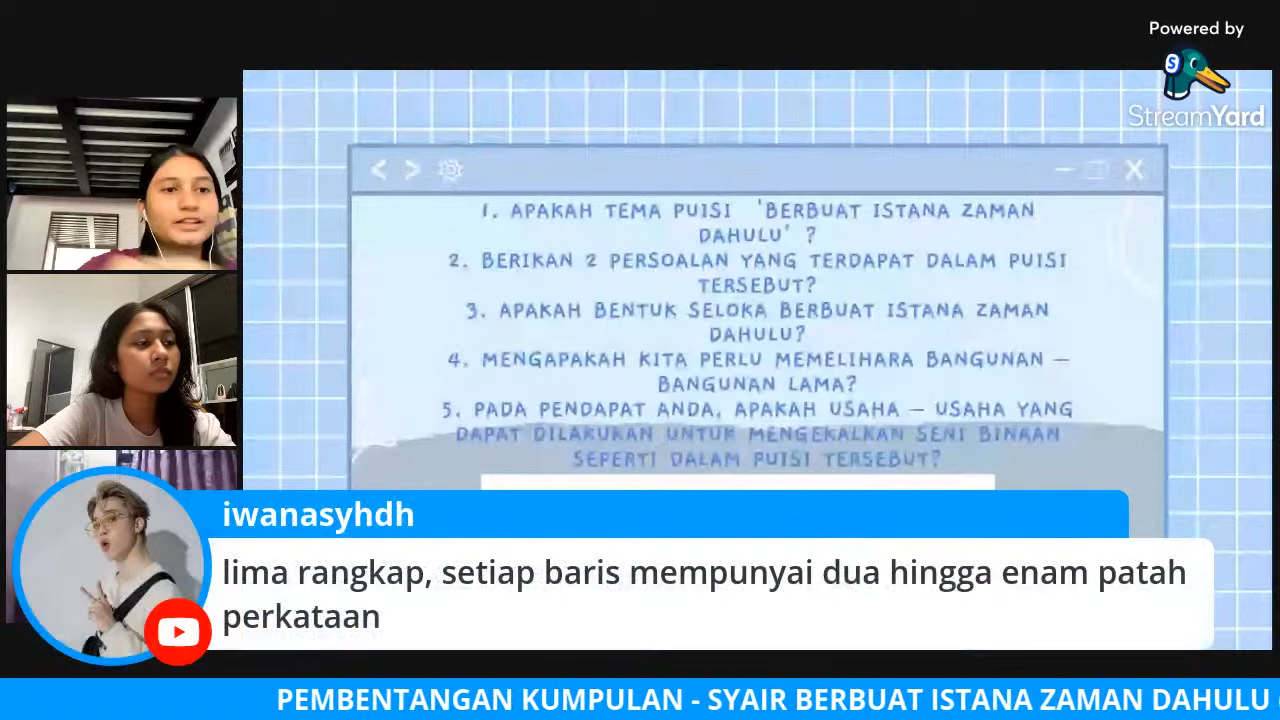 Powered by
StreamYard
1. APAKAH TEMA PUISI 'BERBUAT ISTANA ZAMAN
DAHULU' ?
2. BERIKAN 2 PERSOALAN YANG TERDAPAT DALAM PUISI
TERSEBUT?
3. APAKAH BENTUK SELOKA BERBUAT ISTANA ZAMAN
DAHULU?
4. MENGAPAKAH KITA PERLU MEMELIHARA BANGUNAN –
BANGUNAN LAMA?
5. PADA PENDAPAT ANDA, APAKAH USAHA – USAHA YANG
DAPAT DILAKUKAN UNTUK MENGEKALKAN SENI BINAAN
SEPERTI DALAM PUISI TERSEBUT?
iwanasyhdh
lima rangkap, setiap baris mempunyai dua hingga enam patah
perkataan
PEMBENTANGAN KUMPULAN - SYAIR BERBUAT ISTANA ZAMAN DAHULU